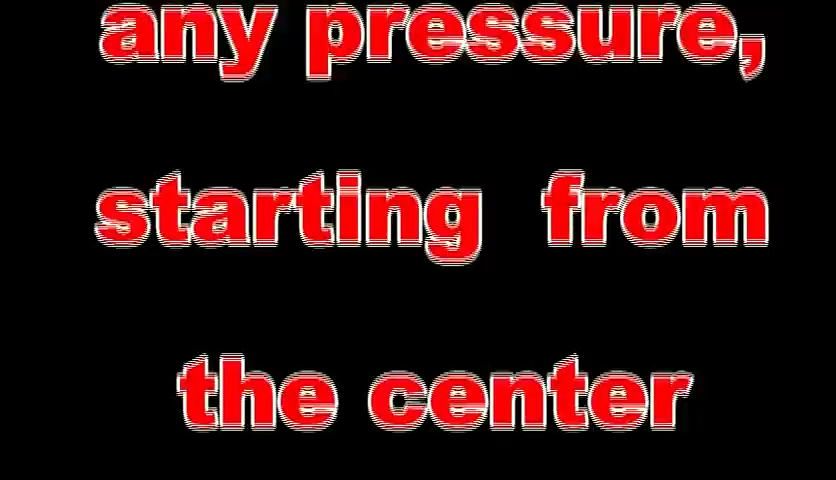 any pressure,
starting from
the center